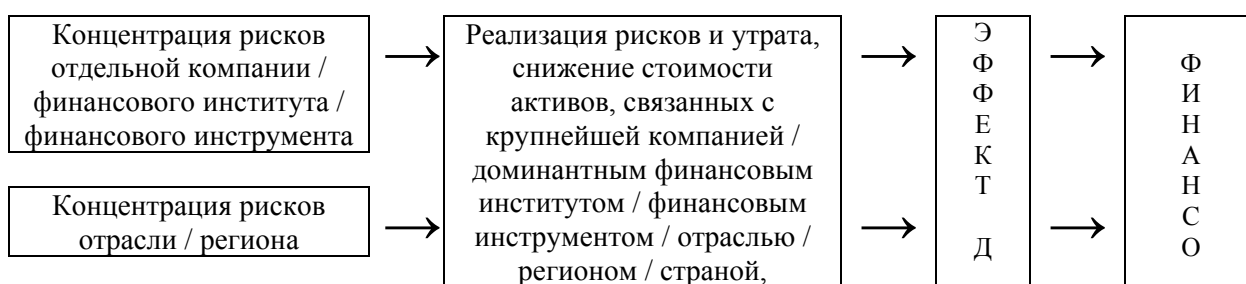 Концентрация рисков
отдельной компании /
финансового института /
финансового инструмента
Концентрация рисков
отрасли / региона
Реализация рисков и утрата,
снижение стоимости
активов, связанных с
крупнейшей компанией /
доминантным финансовым
институтом / финансовым
инструментом / отраслью /
регионом / страной,
Э
Ф
Ф
Е
К
Т
Д
Ф
И
Н
А
Н
С
О